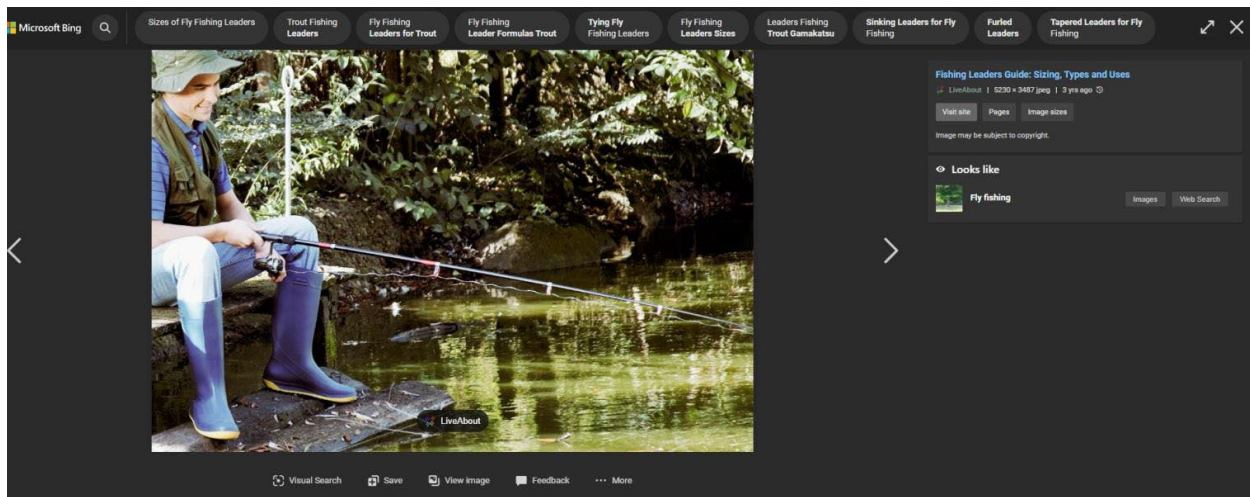 Microsoft Bing
Sizes of Fly Fishing Leaders
Trout Fishing
Leaders
Fly Fishing
Leaders for Trout
Fly Fishing
Leader Formulas Trout
Tying Fly
Fishing Leaders
Fly Fishing
Leaders Sizes
Leaders Fishing
Trout Gamakatsu
Sinking Leaders for Fly
Fishing
Furled
Leaders
Tapered Leaders for Fly
Fishing
Fishing Leaders Guide: Sizing, Types and Uses
LiveAbout | 5230 × 3487 jpeg | 3 yrs ago
Visit site
Pages
Image sizes
Image may be subject to copyright.
Looks like
Fly fishing
Images
Web Search
LiveAbout
Visual Search
Save
View image
Feedback
··· More